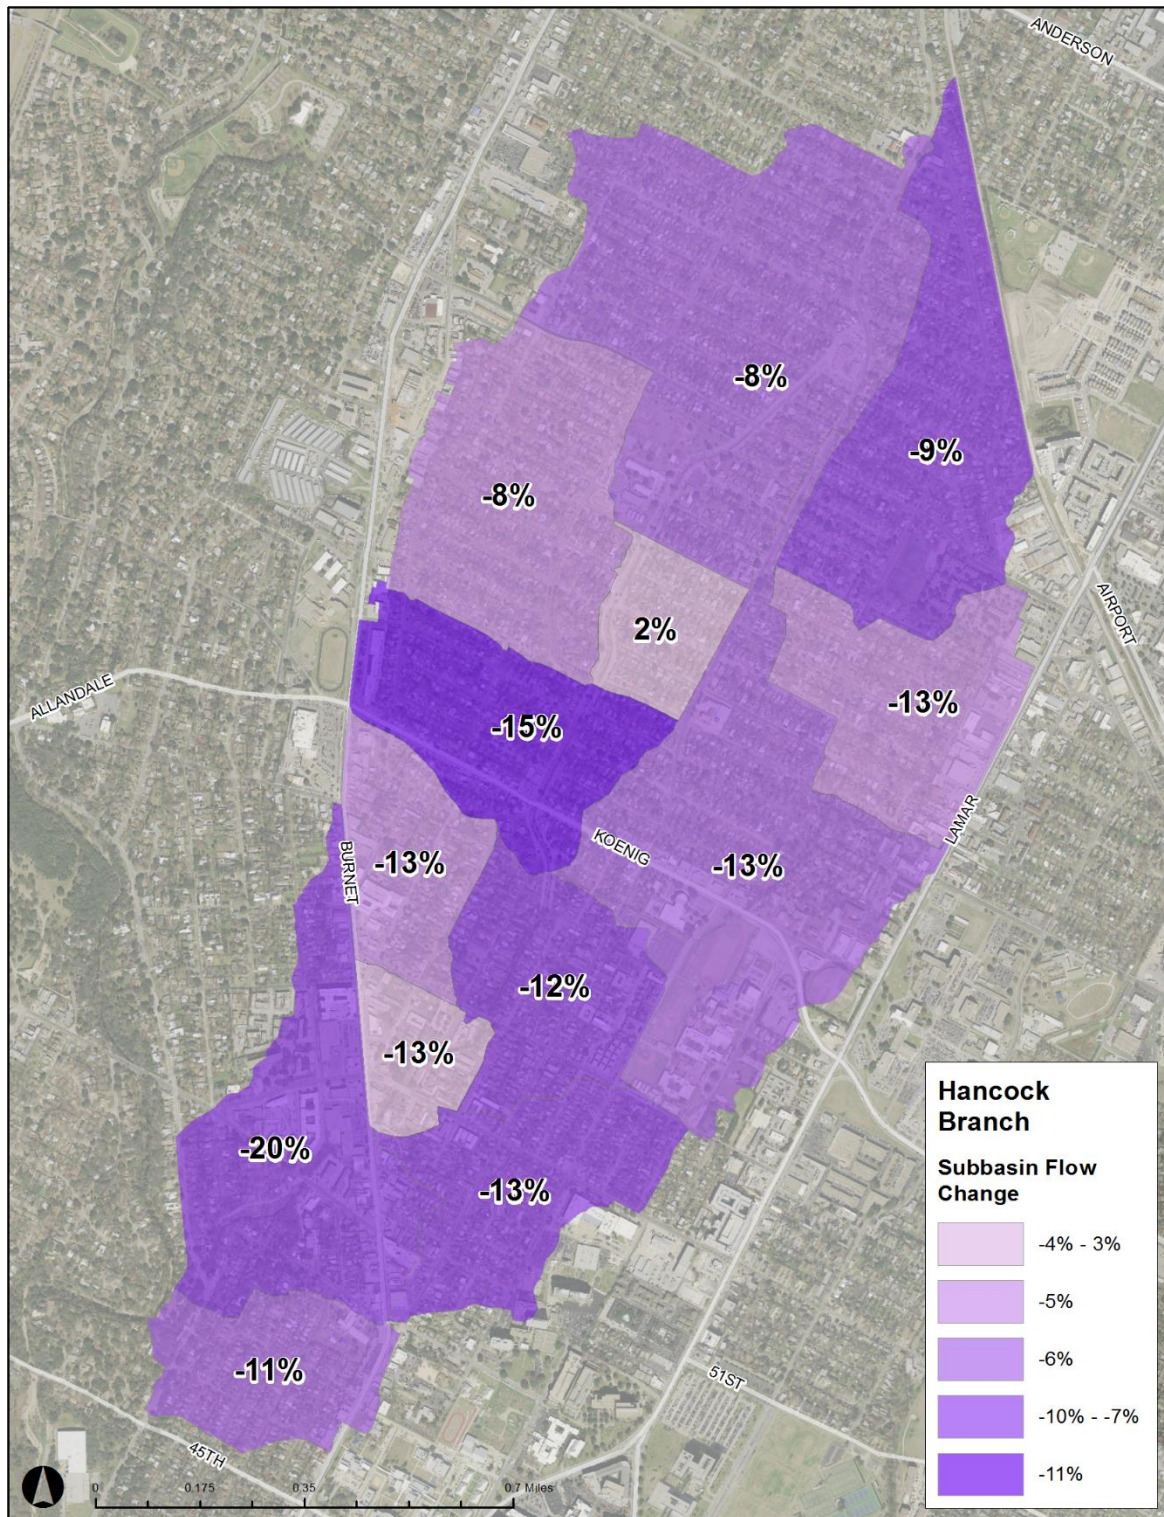 ANDERSON
-8%
-9%
-8%
2%
AIRPORT
ALLANDALE
-15%
-13%
LAMAR
KOENIG
BURNET
-13%
-13%
-12%
-13%
-20%
-13%
-11%
51ST
45TH
0 0.175 0.35 0.7 Miles
Hancock
Branch
Subbasin Flow
Change
-4% - 3%
-5%
-6%
-10% - -7%
-11%